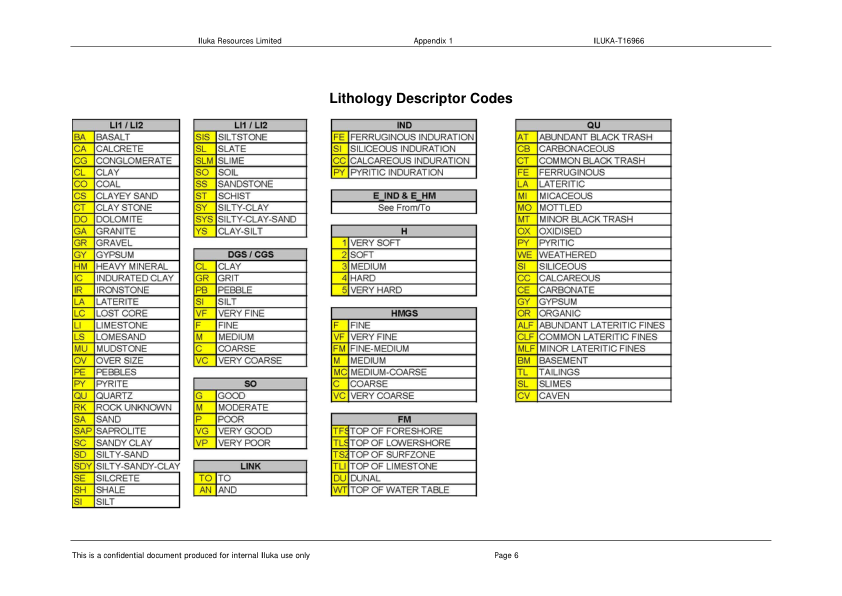 Iluka Resources Limited Appendix 1 ILUKA-T16966
Lithology Descriptor Codes
LI1 / LI2
BA BASALT
CA CALCRETE
CG CONGLOMERATE
CL CLAY
CO COAL
CS CLAYEY SAND
CT CLAY STONE
DO DOLOMITE
GA GRANITE
GR GRAVEL
GY GYPSUM
HM HEAVY MINERAL
IC INDURATED CLAY
IR IRONSTONE
LA LATERITE
LC LOST CORE
LI LIMESTONE
LS LOMESAND
MU MUDSTONE
OV OVER SIZE
PE PEBBLES
PY PYRITE
QU QUARTZ
RK ROCK UNKNOWN
SA SAND
SAP SAPROLITE
SC SANDY CLAY
SD SILTY-SAND
SDY SILTY-SANDY-CLAY
SE SILCRETE
SH SHALE
SI SILT
LI1 / LI2
SIS SILTSTONE
SL SLATE
SLM SLIME
SO SOIL
SS SANDSTONE
ST SCHIST
SY SILTY-CLAY
SYS SILTY-CLAY-SAND
YS CLAY-SILT
DGS / CGS
CL CLAY
GR GRIT
PB PEBBLE
SI SILT
VF VERY FINE
F FINE
M MEDIUM
C COARSE
VC VERY COARSE
SO
G GOOD
M MODERATE
P POOR
VG VERY GOOD
VP VERY POOR
LINK
TO TO
AN AND
IND
FE FERRUGINOUS INDURATION
SI SILICEOUS INDURATION
CC CALCAREOUS INDURATION
PY PYRITIC INDURATION
E_IND & E_HM
See From/To
H
1 VERY SOFT
2 SOFT
3 MEDIUM
4 HARD
5 VERY HARD
HMGS
F FINE
VF VERY FINE
FM FINE-MEDIUM
M MEDIUM
MC MEDIUM-COARSE
C COARSE
VC VERY COARSE
FM
TFS TOP OF FORESHORE
TLS TOP OF LOWERSHORE
TSZ TOP OF SURFZONE
TLI TOP OF LIMESTONE
DU DUNAL
WT TOP OF WATER TABLE
QU
AT ABUNDANT BLACK TRASH
CB CARBONACEOUS
CT COMMON BLACK TRASH
FE FERRUGINOUS
LA LATERITIC
MI MICACEOUS
MO MOTTLED
MT MINOR BLACK TRASH
OX OXIDISED
PY PYRITIC
WE WEATHERED
SI SILICEOUS
CC CALCAREOUS
CE CARBONATE
GY GYPSUM
OR ORGANIC
ALF ABUNDANT LATERITIC FINES
CLF COMMON LATERITIC FINES
MLF MINOR LATERITIC FINES
BM BASEMENT
TL TAILINGS
SL SLIMES
CV CAVEN
This is a confidential document produced for internal Iluka use only Page 6